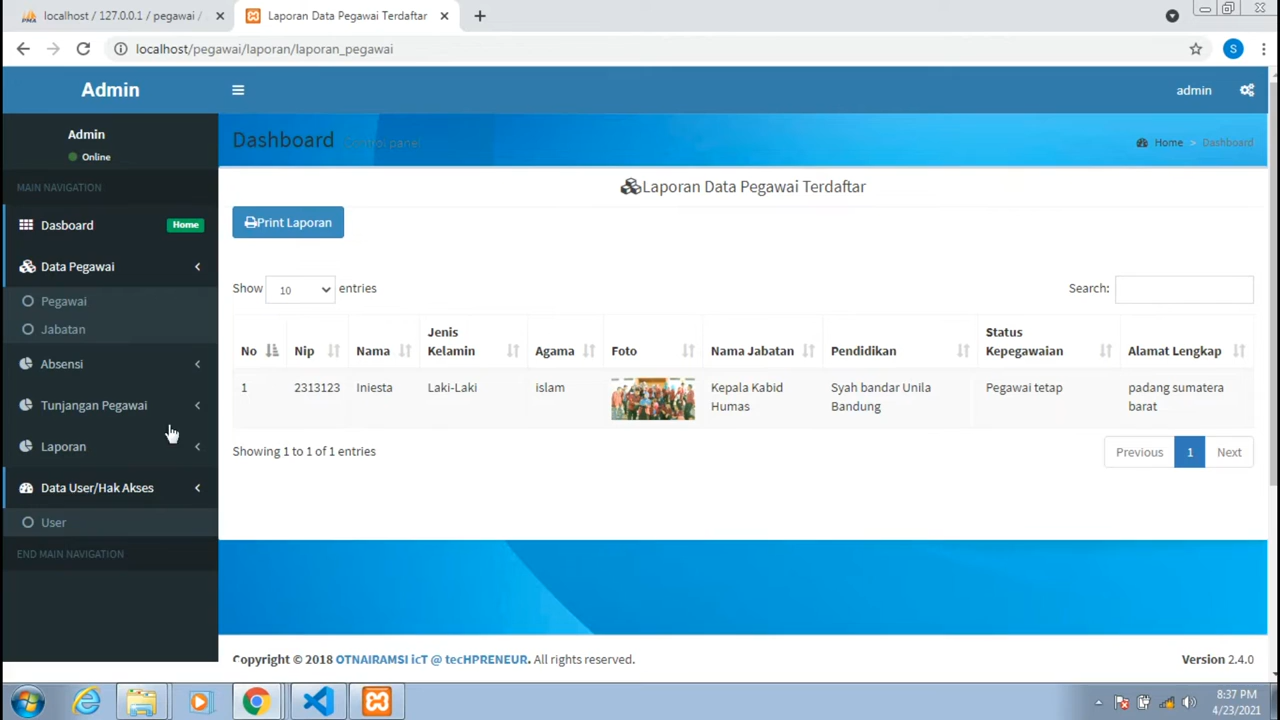 localhost / 127.0.0.1 / pegawai /
Laporan Data Pegawai Terdaftar
localhost/pegawai/laporan/laporan_pegawai
S
Admin
admin
Admin
Online
Dashboard Control panel
Home > Dashboard
MAIN NAVIGATION
Laporan Data Pegawai Terdaftar
Dasboard Home
Print Laporan
Data Pegawai
Pegawai
Jabatan
Absensi
Tunjangan Pegawai
Laporan
Data User/Hak Akses
User
END MAIN NAVIGATION
Show 10 entries
Search:
No Nip Nama Jenis Kelamin Agama Foto Nama Jabatan Pendidikan Status Kepegawaian Alamat Lengkap
1 2313123 Iniesta Laki-Laki islam Kepala Kabid Humas Syah bandar Unila Bandung Pegawai tetap padang sumatera barat
Showing 1 to 1 of 1 entries
Previous 1 Next
Copyright © 2018 OTNAIRAMSI icT @ tecHPRENEUR. All rights reserved.
Version 2.4.0
8:37 PM
4/23/2021